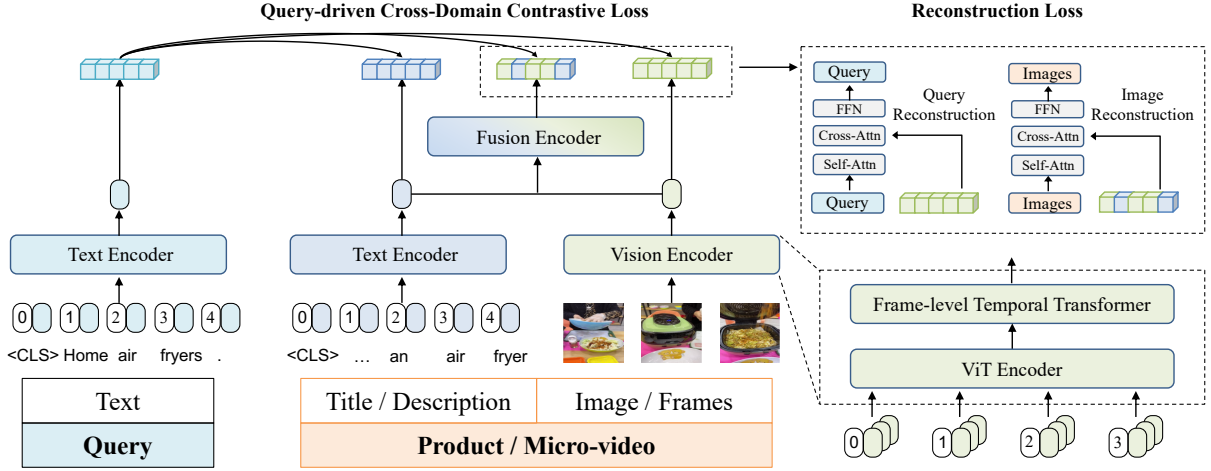 Query-driven Cross-Domain Contrastive Loss
Reconstruction Loss
Query
FFN
Cross-Attn
Self-Attn
Query
Query
Reconstruction
Images
FFN
Cross-Attn
Self-Attn
Images
Image
Reconstruction
Fusion Encoder
Text Encoder
Text Encoder
Vision Encoder
0 1 2 3 4
<CLS> Home air fryers .
0 1 2 3 4
<CLS> ... an air fryer
Text
Query
Title / Description
Image / Frames
Product / Micro-video
Frame-level Temporal Transformer
ViT Encoder
0 1 2 3